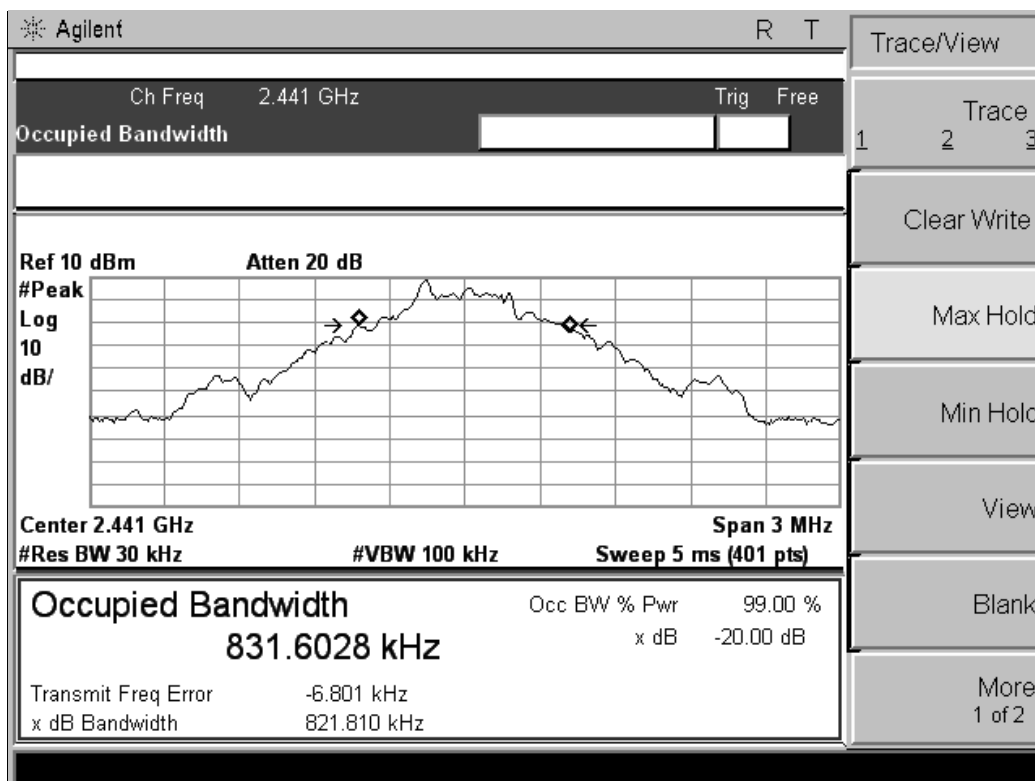 Agilent R T
Ch Freq 2.441 GHz Trig Free
Occupied Bandwidth
Ref 10 dBm Atten 20 dB
#Peak
Log
10
dB/
Center 2.441 GHz Span 3 MHz
#Res BW 30 kHz #VBW 100 kHz Sweep 5 ms (401 pts)
Occupied Bandwidth
831.6028 kHz
Occ BW % Pwr 99.00 %
x dB -20.00 dB
Transmit Freq Error -6.801 kHz
x dB Bandwidth 821.810 kHz
Trace/View
Trace
1 2 3
Clear Write
Max Hold
Min Hold
View
Blank
More
1 of 2